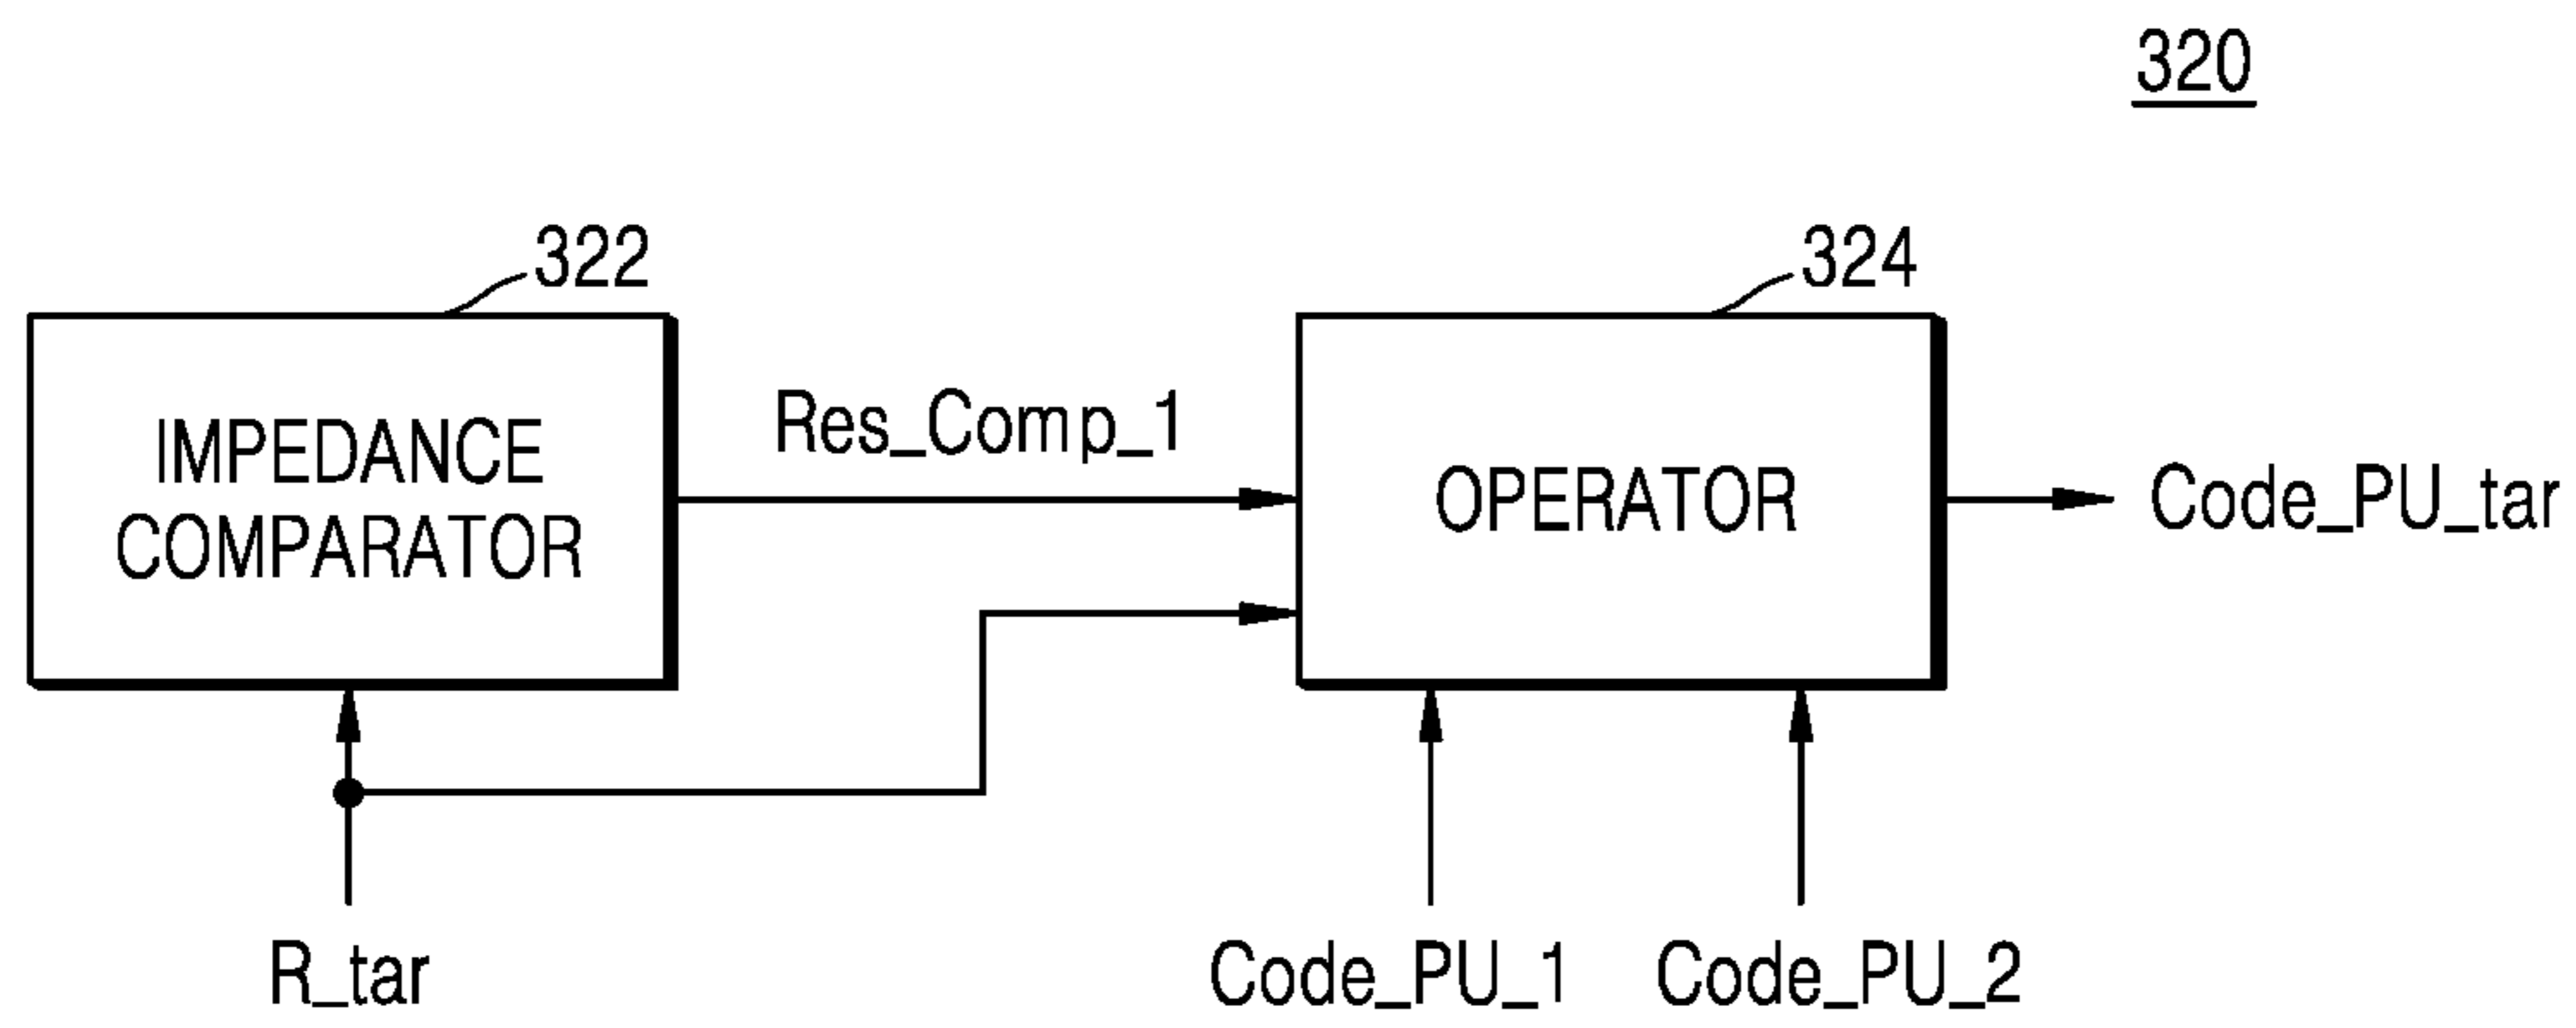 320
322
324
IMPEDANCE
COMPARATOR
Res_Comp_1
OPERATOR
Code_PU_tar
R_tar
Code_PU_1
Code_PU_2